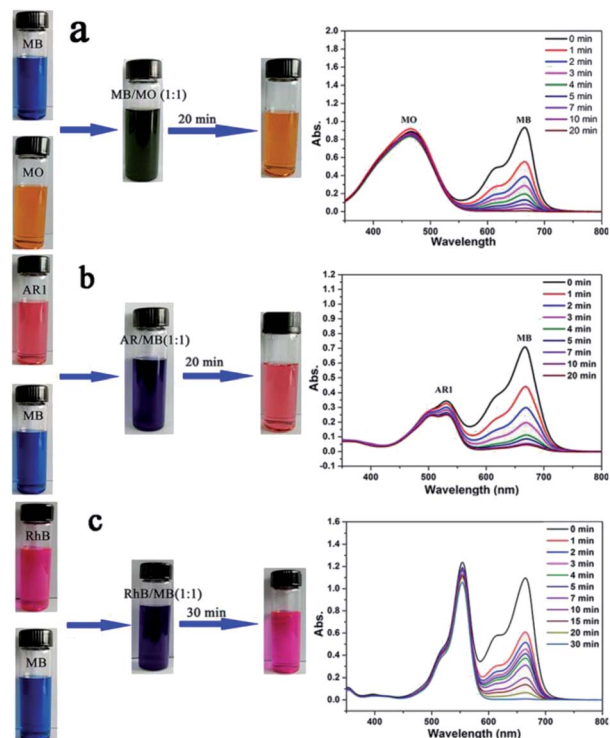 a
MB
MB/MO (1:1)
20 min
MO
2.0
1.8
1.6
1.4
1.2
1.0
0.8
0.6
0.4
0.2
0.0
Abs.
MO
MB
0 min
1 min
2 min
3 min
4 min
5 min
7 min
10 min
20 min
400 500 600 700 800
Wavelength
b
AR1
AR/MB(1:1)
20 min
MB
1.2
1.1
1.0
0.9
0.8
0.7
0.6
0.5
0.4
0.3
0.2
0.1
0.0
-0.1
Abs.
AR1
MB
0 min
1 min
2 min
3 min
4 min
5 min
7 min
10 min
20 min
400 500 600 700 800
Wavelength (nm)
c
RhB
RhB/MB(1:1)
30 min
MB
1.6
1.4
1.2
1.0
0.8
0.6
0.4
0.2
0.0
Abs.
0 min
1 min
2 min
3 min
4 min
5 min
7 min
10 min
15 min
20 min
30 min
400 500 600 700 800
Wavelength (nm)